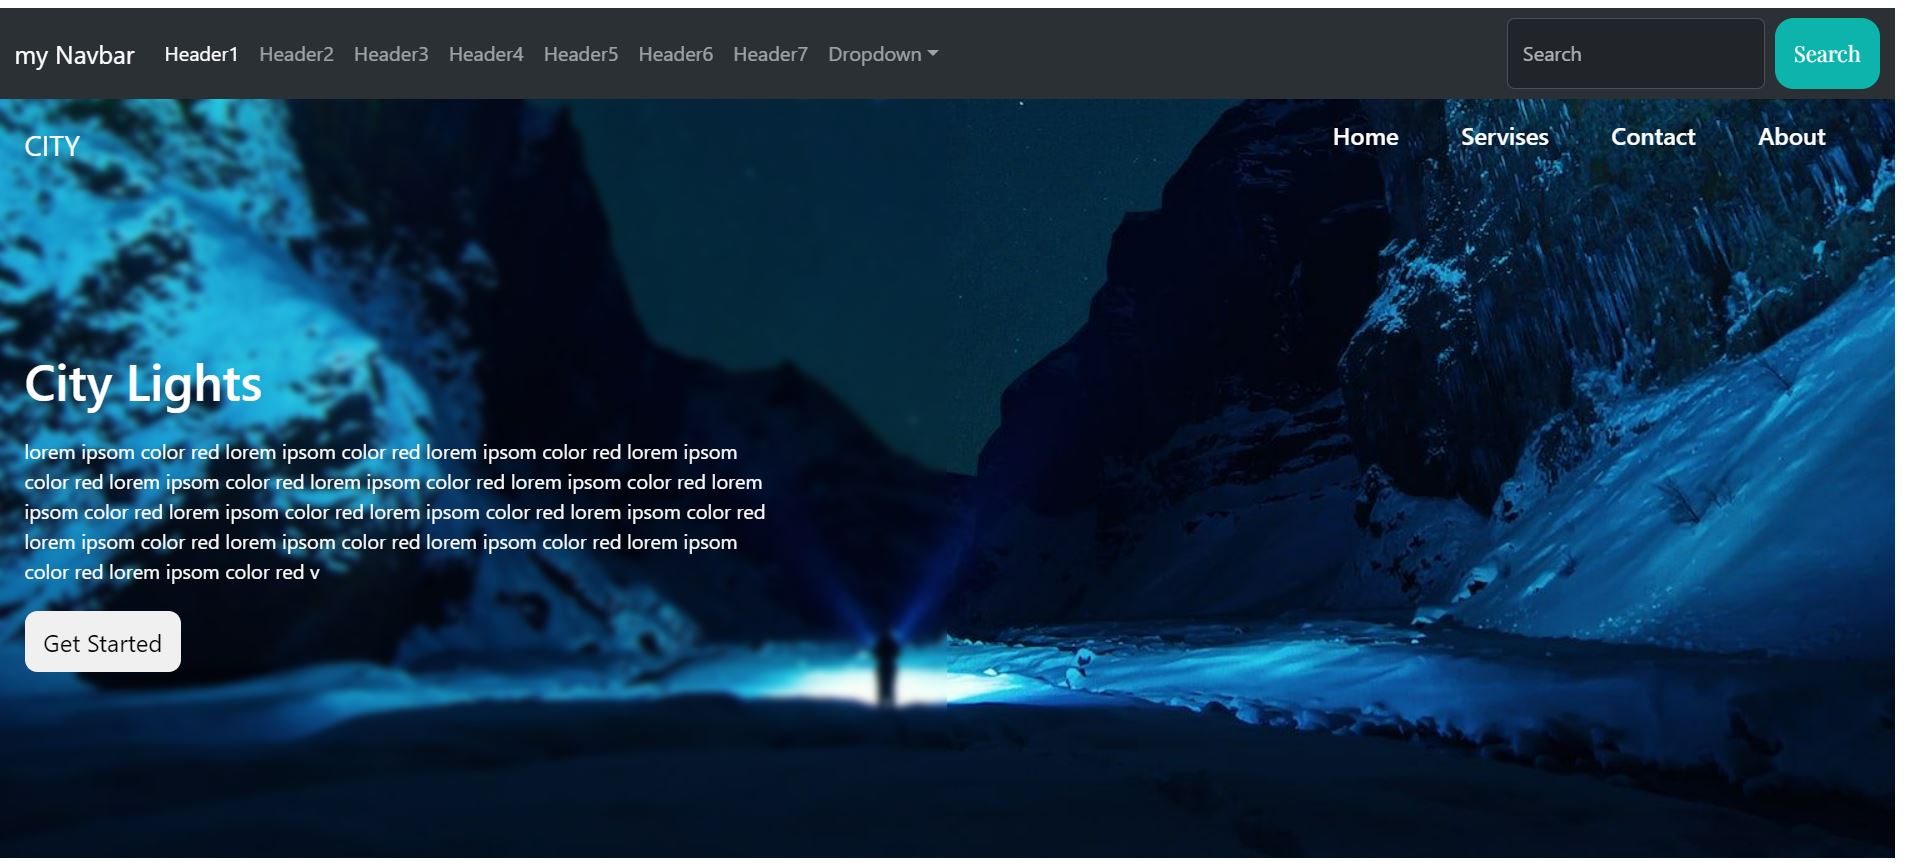 my Navbar Header1 Header2 Header3 Header4 Header5 Header6 Header7 Dropdown Search Search
CITY Home Servises Contact About
City Lights
lorem ipsom color red lorem ipsom color red lorem ipsom color red lorem ipsom
color red lorem ipsom color red lorem ipsom color red lorem ipsom color red lorem
ipsom color red lorem ipsom color red lorem ipsom color red lorem ipsom color red
lorem ipsom color red lorem ipsom color red lorem ipsom color red lorem ipsom
color red lorem ipsom color red v
Get Started